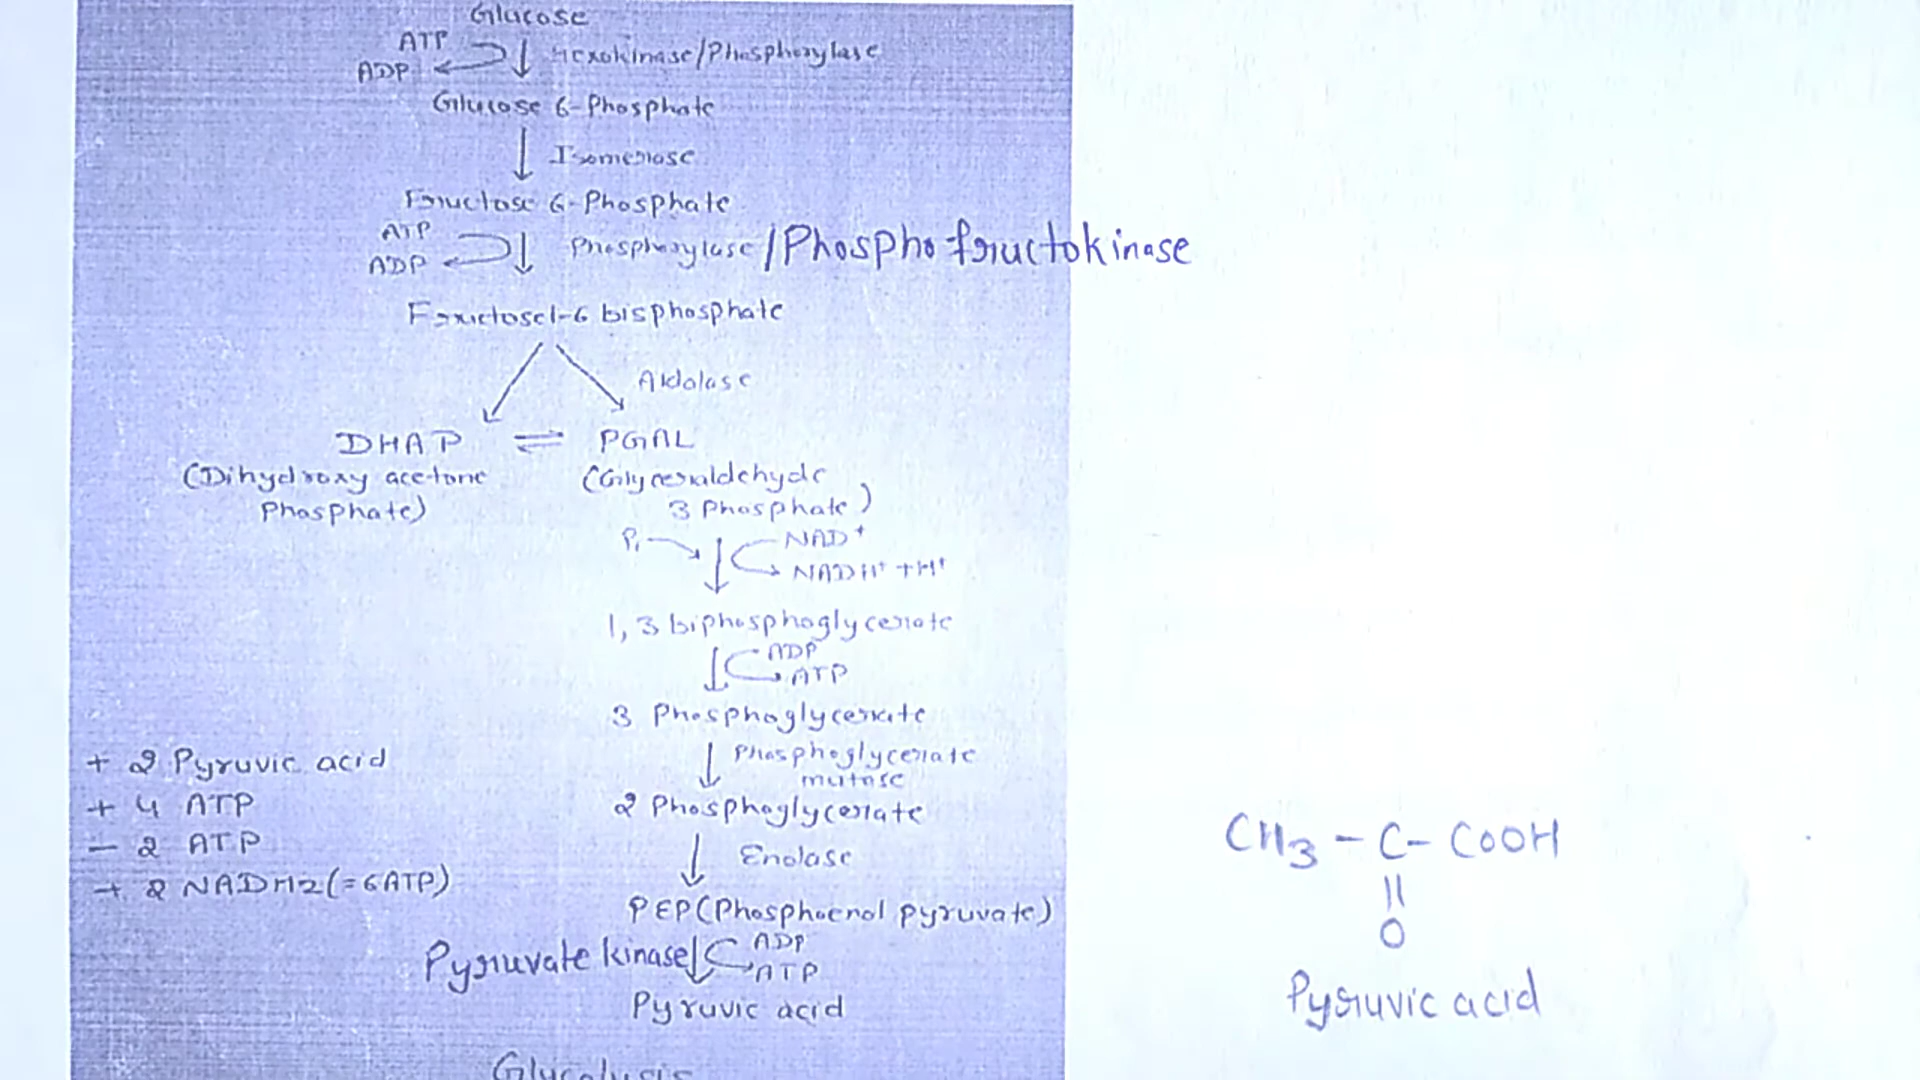 Glucose
ATP
Hexokinase/Phosphorylase
ADP
Glucose 6-Phosphate
Isomerase
Fructose 6-Phosphate
ATP
Phosphorylase/Phosphofructokinase
ADP
Fructose1-6 bisphosphate
Aldolase
DHAP ⇌ PGAL
(Dihydroxy acetone
Phosphate)
(Glyceraldehyde
3 Phosphate)
Pi
NAD+
NADH+ + H+
1, 3 biphosphoglycerate
ADP
ATP
3 Phosphoglycerate
Phosphoglycerate
mutase
2 Phosphoglycerate
Enolase
PEP(Phosphoenol pyruvate)
Pyruvate kinase
ADP
ATP
Pyruvic acid
+ 2 Pyruvic acid
+ 4 ATP
- 2 ATP
+ 2 NADH2(=6ATP)
Glycolysis
CH3 - C - COOH
||
O
Pyruvic acid